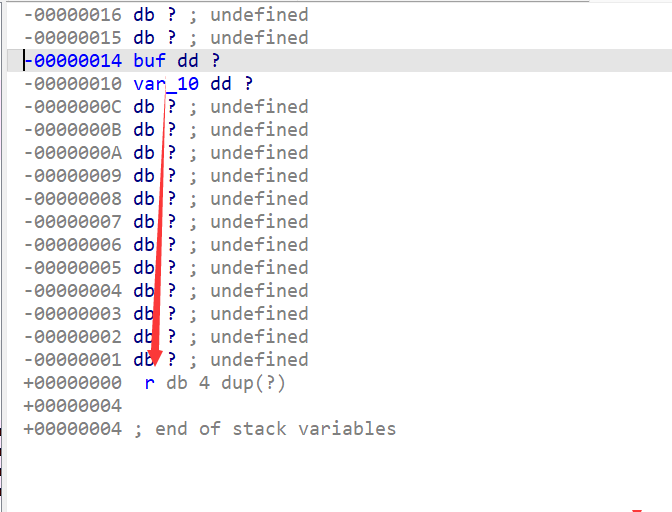 -00000016 db ? ; undefined
-00000015 db ? ; undefined
-00000014 buf dd ?
-00000010 var_10 dd ?
-0000000C db ? ; undefined
-0000000B db ? ; undefined
-0000000A db ? ; undefined
-00000009 db ? ; undefined
-00000008 db ? ; undefined
-00000007 db ? ; undefined
-00000006 db ? ; undefined
-00000005 db ? ; undefined
-00000004 db ? ; undefined
-00000003 db ? ; undefined
-00000002 db ? ; undefined
-00000001 db ? ; undefined
+00000000  r db 4 dup(?)
+00000004
+00000004 ; end of stack variables